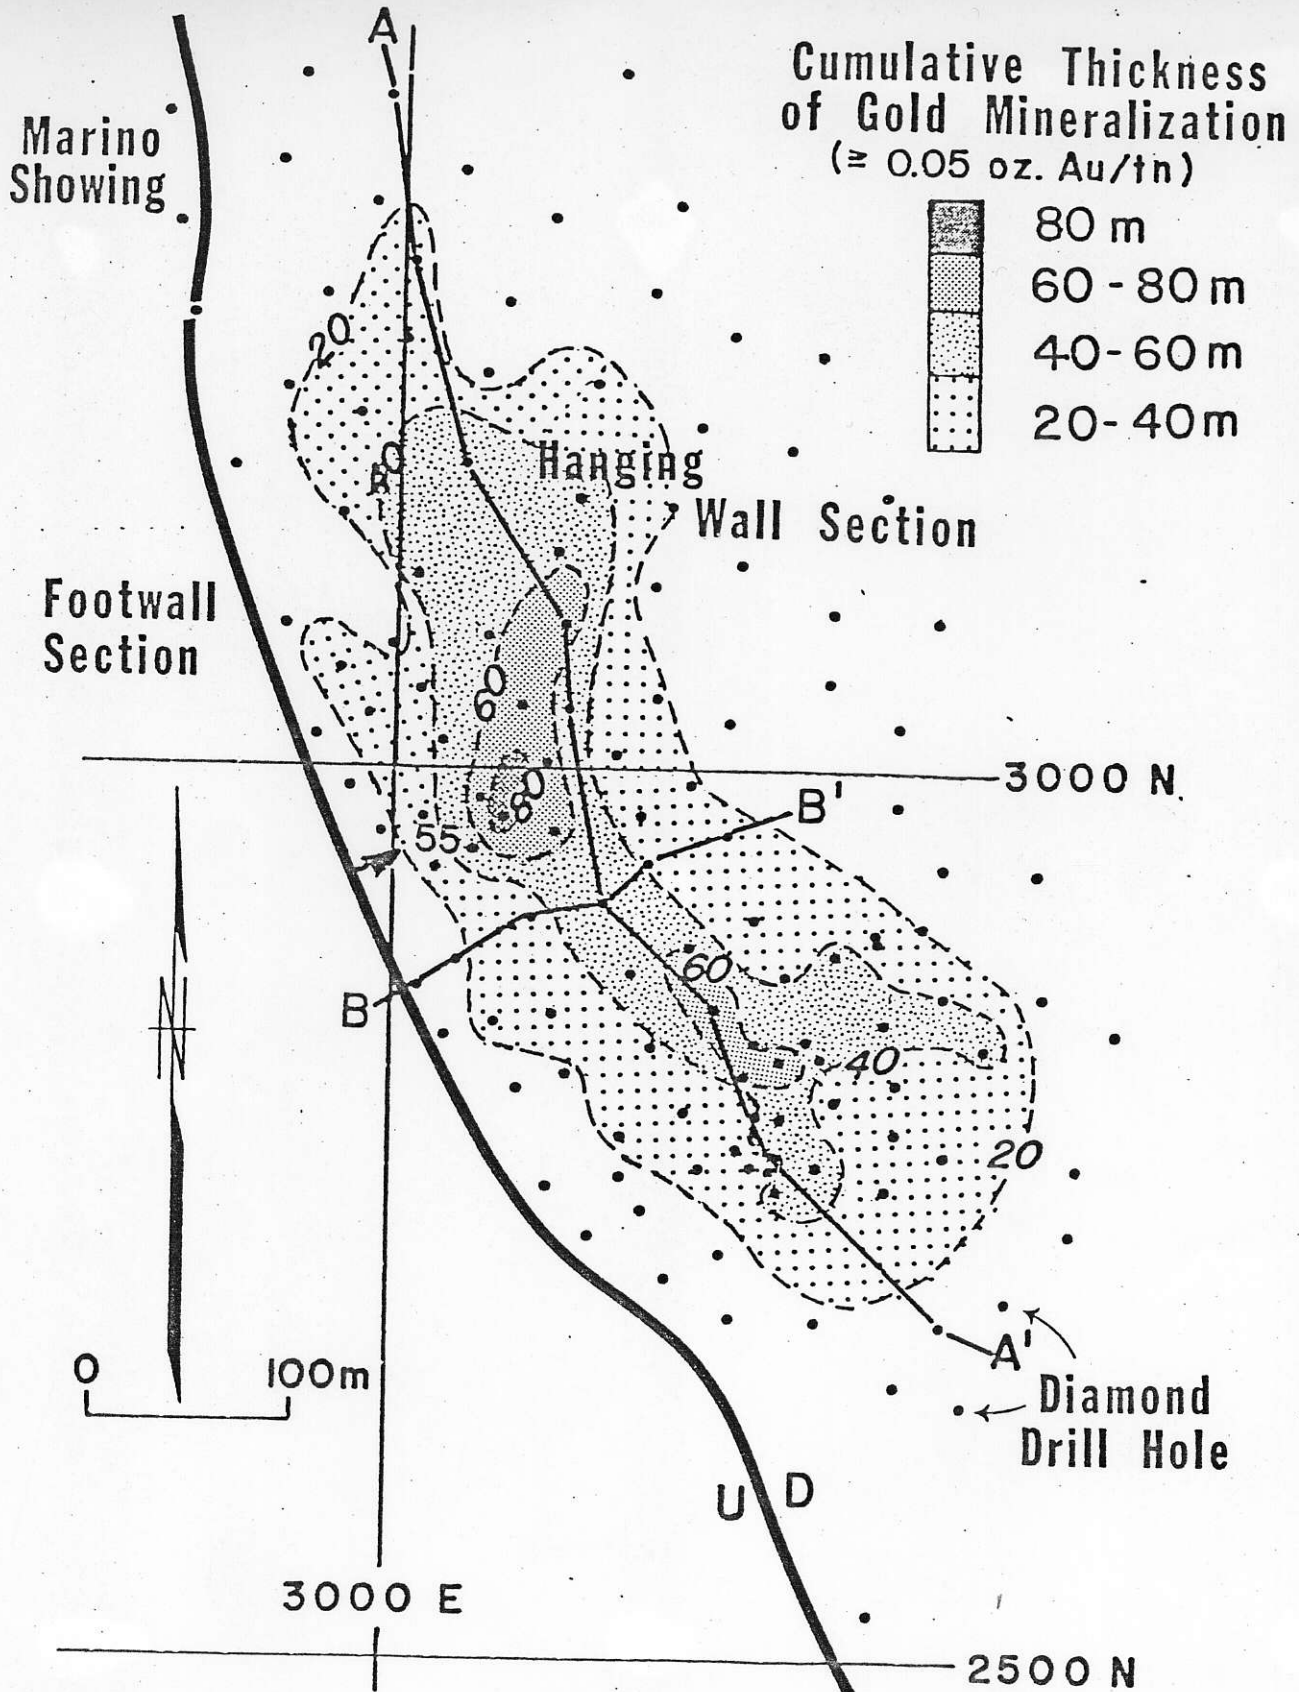 A
Cumulative Thickness
of Gold Mineralization
(≥ 0.05 oz. Au/tn)
80 m
60-80 m
40-60 m
20-40 m
Marino
Showing
20
Hanging
Wall Section
Footwall
Section
60
3000 N.
80
B'
55
B
60
40
20
0
100m
A'
Diamond
Drill Hole
U D
3000 E
2500 N